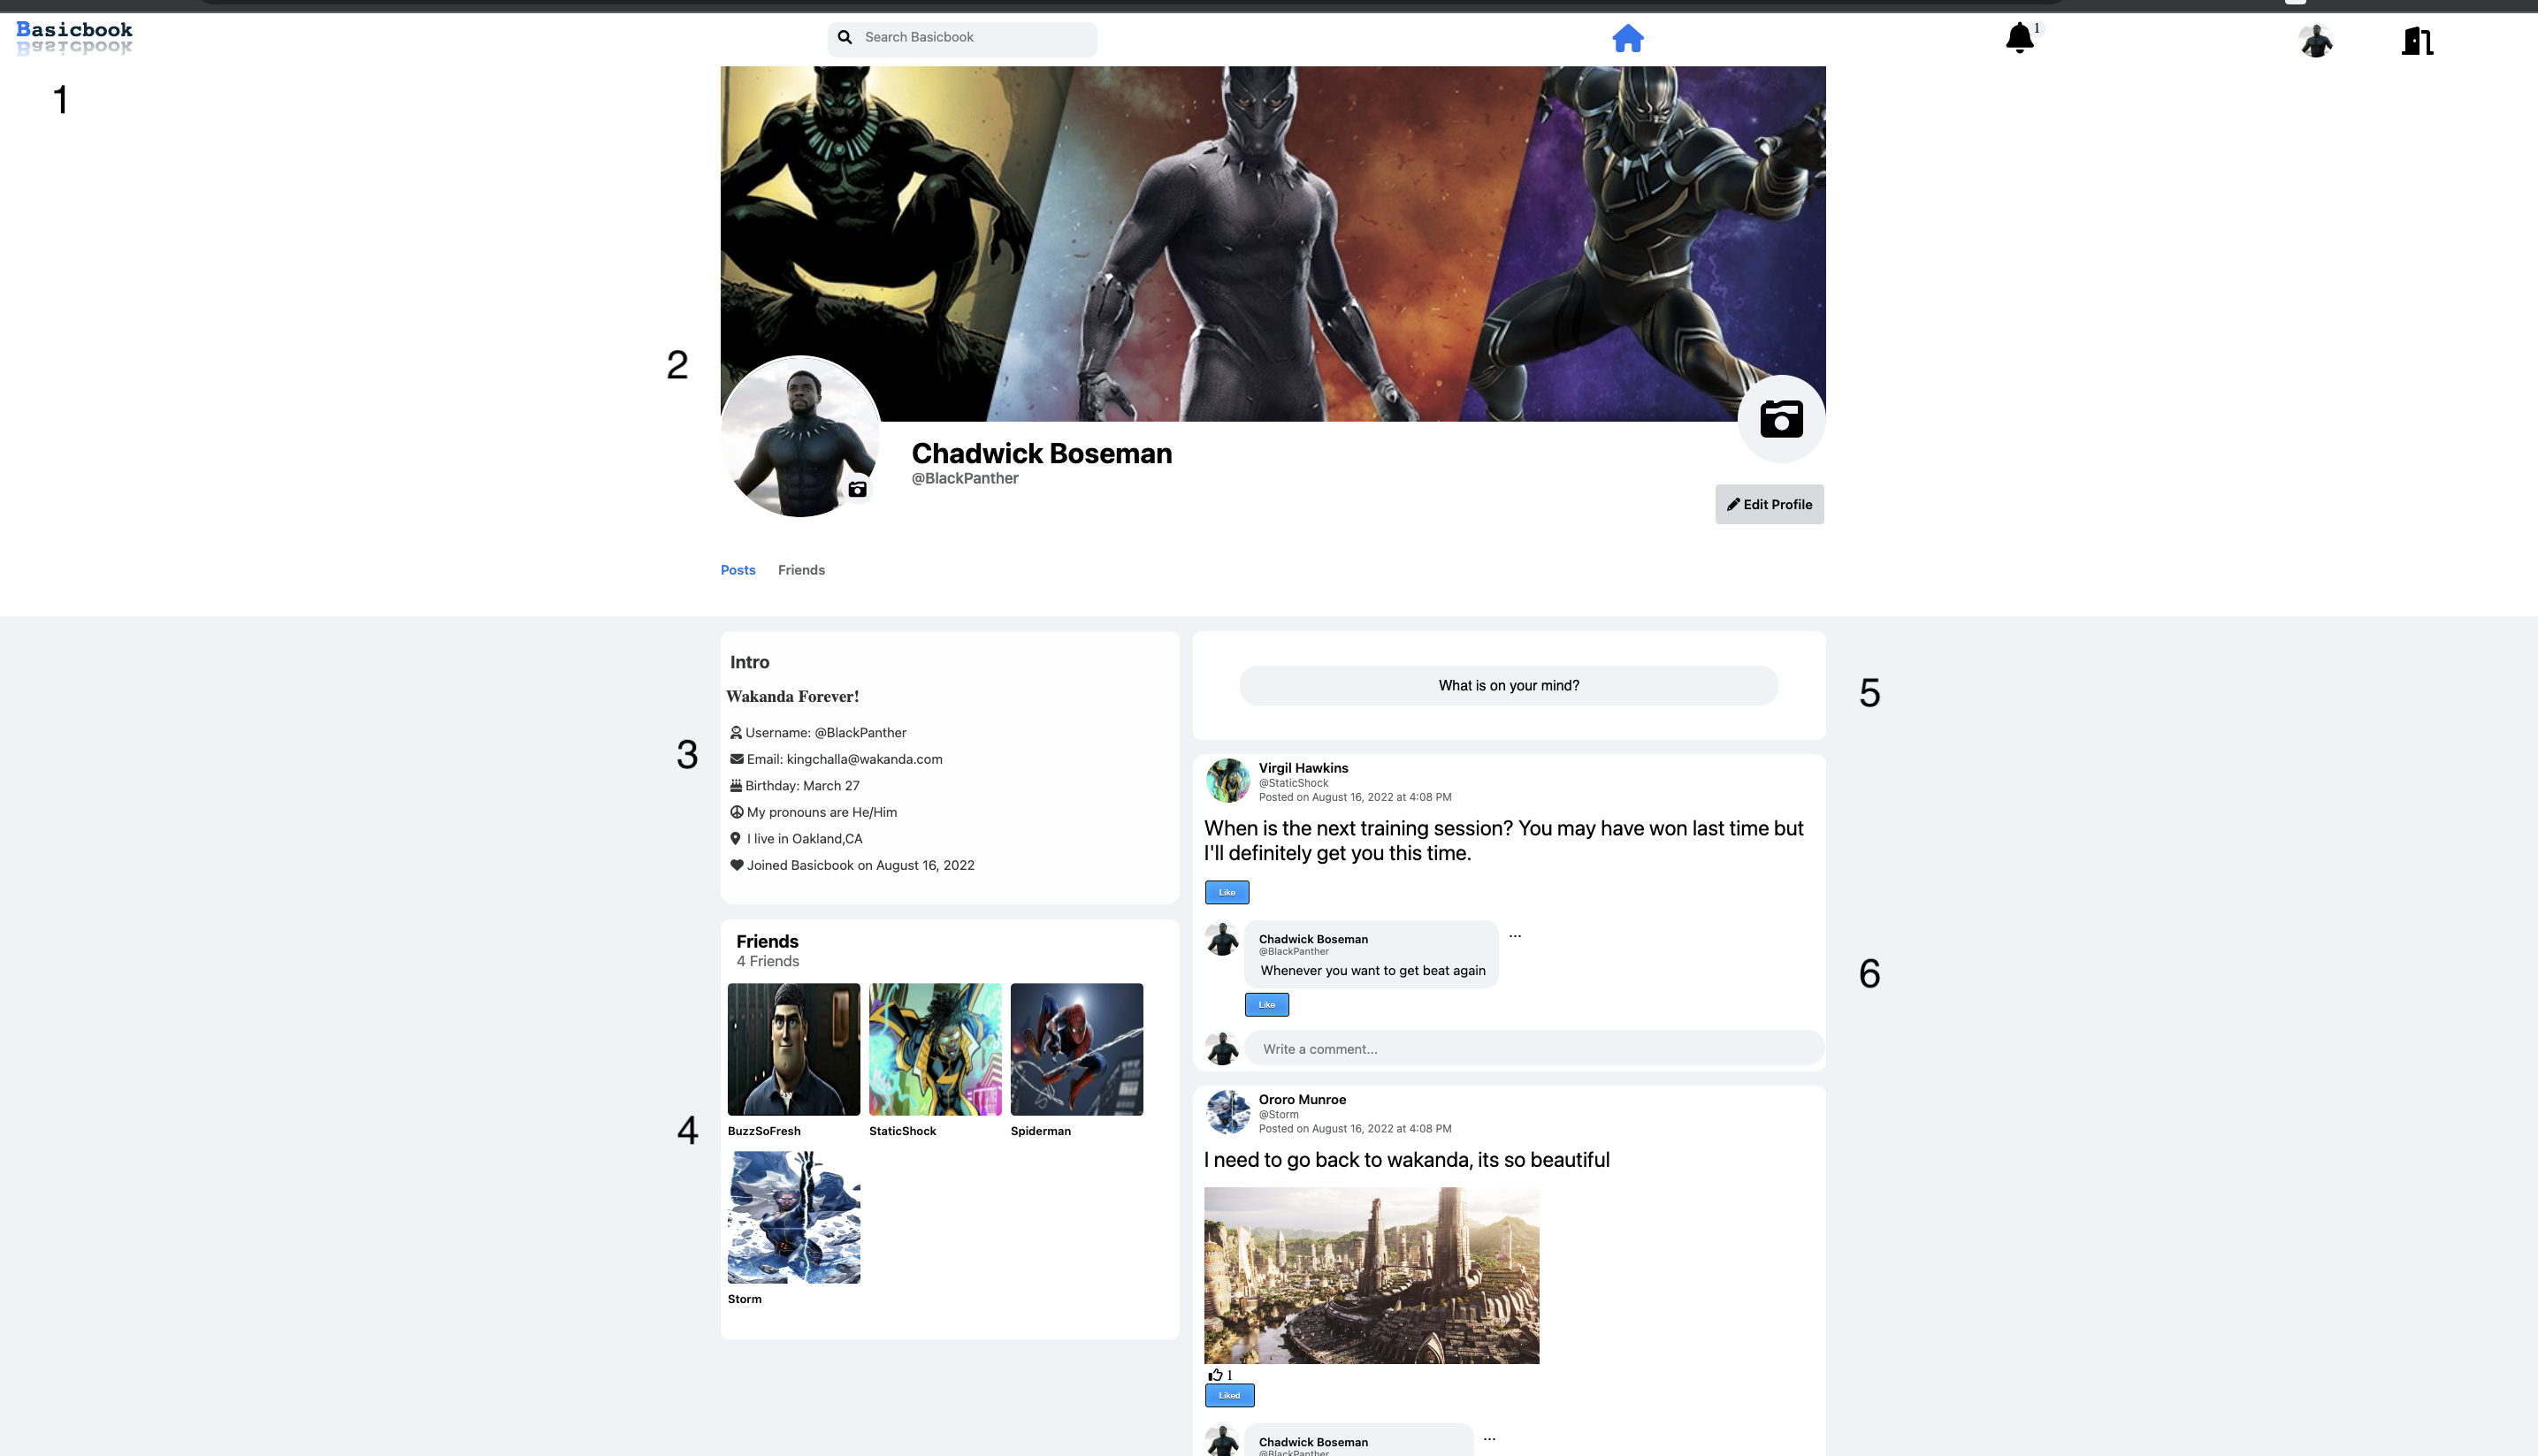 Basicbook
Search Basicbook
1
1
2
Chadwick Boseman
@BlackPanther
Edit Profile
Posts Friends
Intro
Wakanda Forever!
3
Username: @BlackPanther
Email: kingchalla@wakanda.com
Birthday: March 27
My pronouns are He/Him
I live in Oakland,CA
Joined Basicbook on August 16, 2022
Friends
4 Friends
BuzzSoFresh
StaticShock
Spiderman
4
Storm
What is on your mind?
5
Virgil Hawkins
@StaticShock
Posted on August 16, 2022 at 4:08 PM
When is the next training session? You may have won last time but
I'll definitely get you this time.
Like
Chadwick Boseman
@BlackPanther
Whenever you want to get beat again
...
6
Like
Write a comment...
Ororo Munroe
@Storm
Posted on August 16, 2022 at 4:08 PM
I need to go back to wakanda, its so beautiful
1
Liked
Chadwick Boseman
...
@BlackPanther